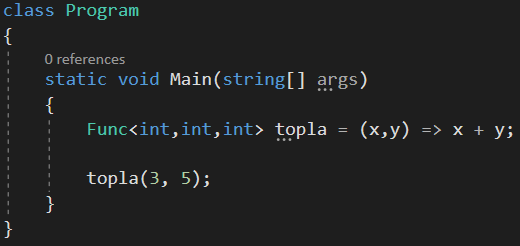 class Program
{
0 references
static void Main(string[] args)
{
Func<int,int,int> topla = (x,y) => x + y;
topla(3, 5);
}
}